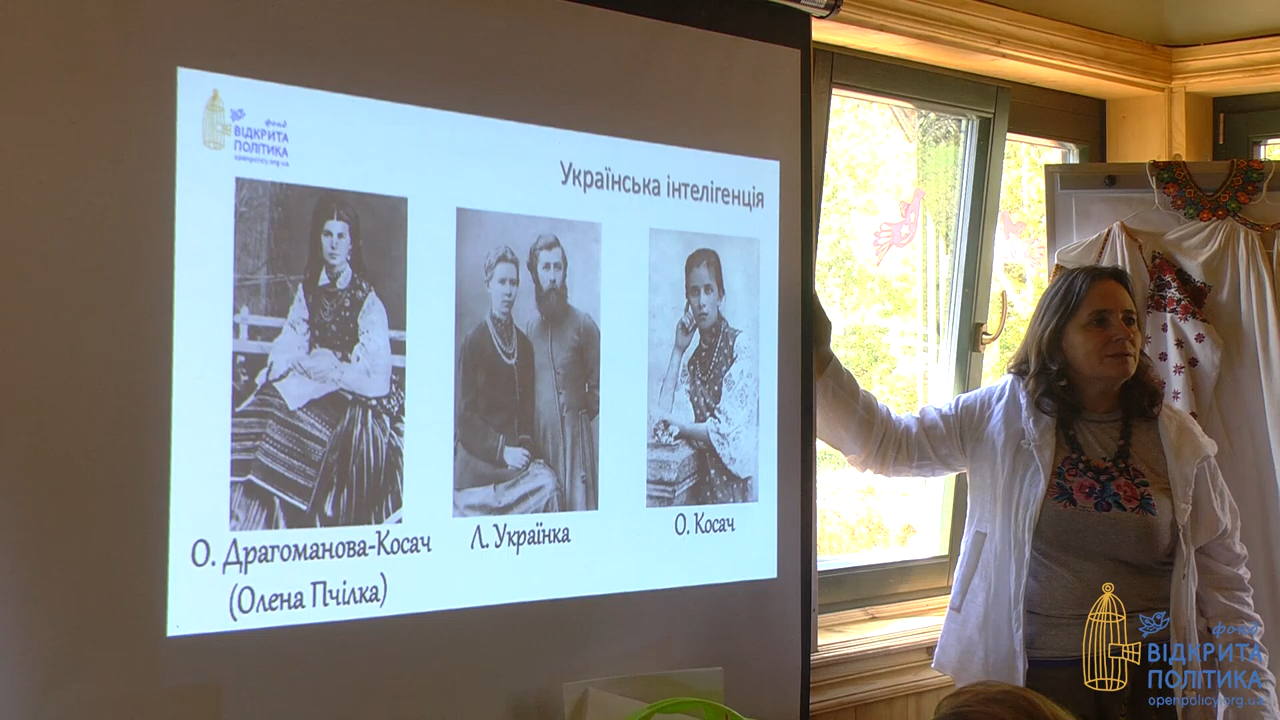 фонд
ВІДКРИТА
ПОЛІТИКА
openpolicy.org.ua
Українська інтелігенція
О. Драгоманова-Косач
(Олена Пчілка)
Л. Українка
О. Косач
фонд
ВІДКРИТА
ПОЛІТИКА
openpolicy.org.ua